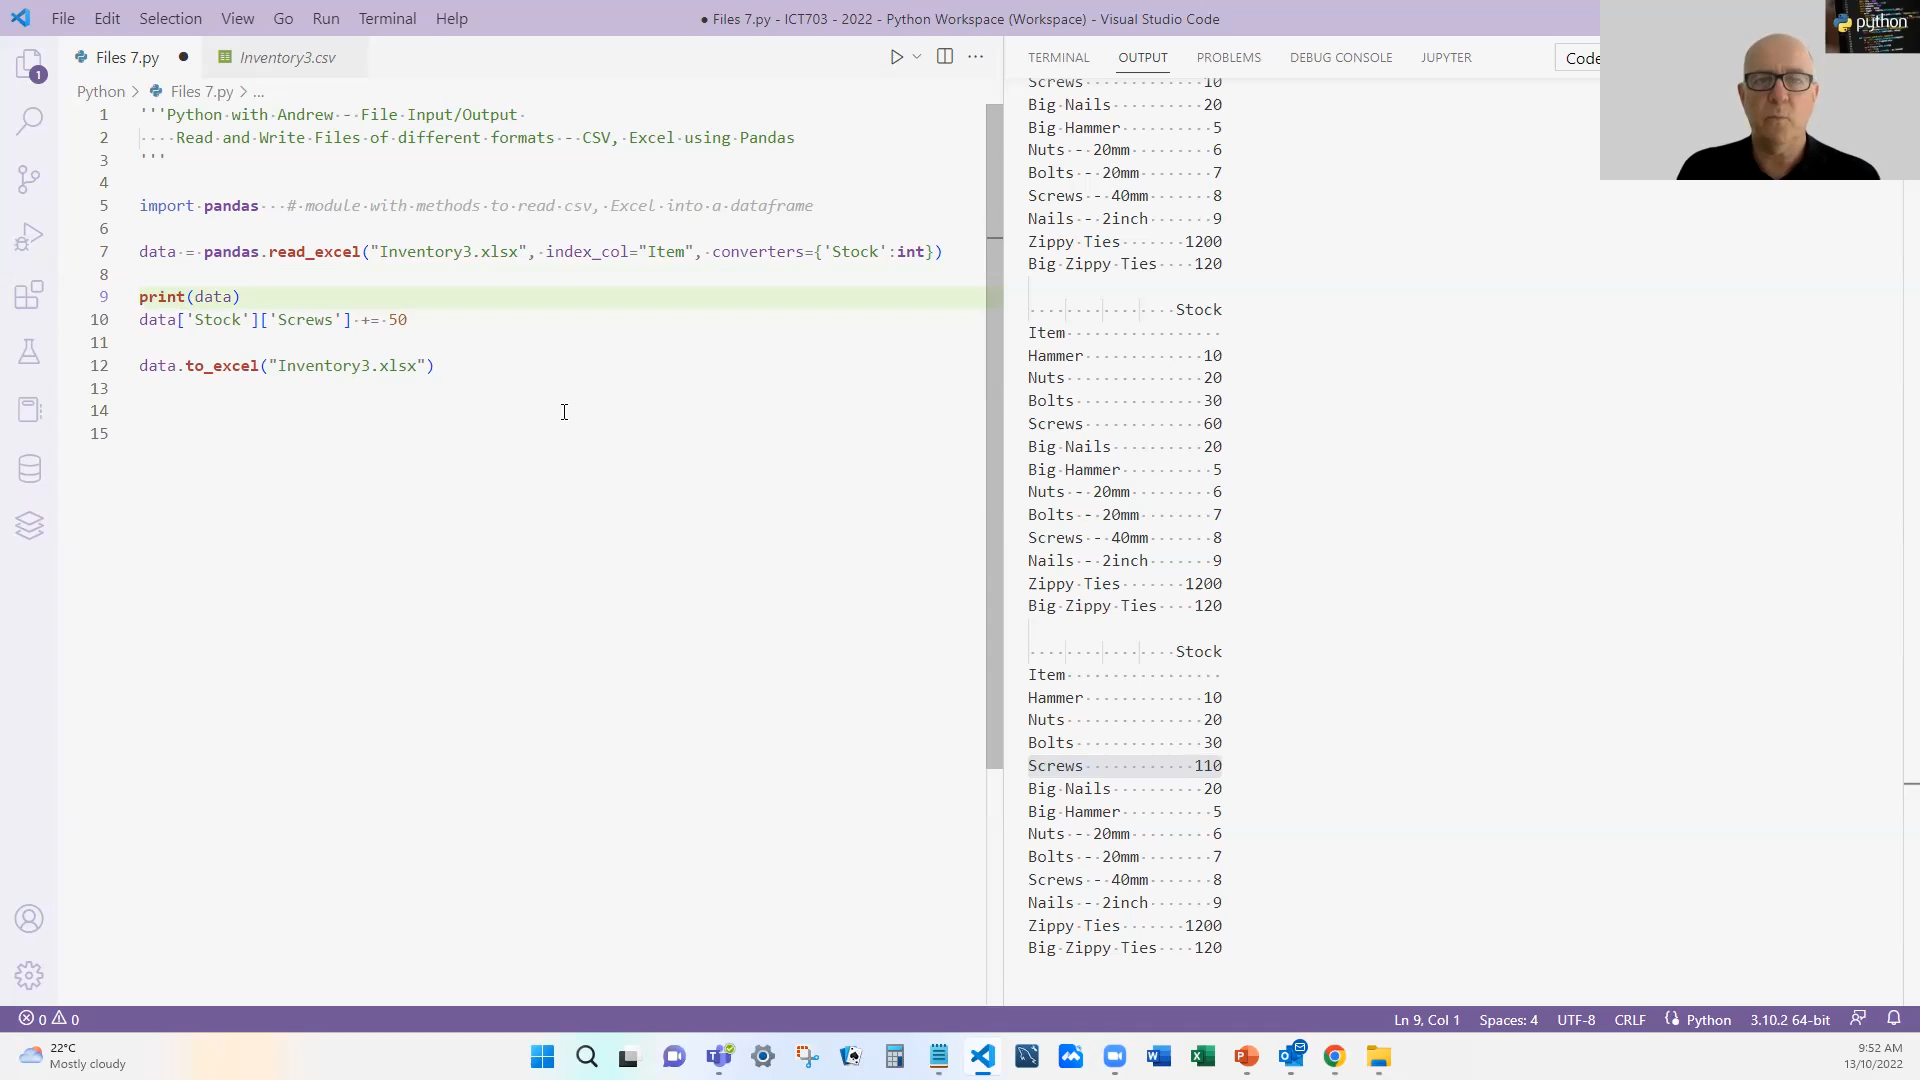 File Edit Selection View Go Run Terminal Help
● Files 7.py - ICT703 - 2022 - Python Workspace (Workspace) - Visual Studio Code
python
Files 7.py ●
Inventory3.csv
Python > Files 7.py > ...
1 '''Python with Andrew - File Input/Output
2 Read and Write Files of different formats - CSV, Excel using Pandas
3 '''
4
5 import pandas # module with methods to read csv, Excel into a dataframe
6
7 data = pandas.read_excel("Inventory3.xlsx", index_col="Item", converters={'Stock':int})
8
9 print(data)
10 data['Stock']['Screws'] += 50
11
12 data.to_excel("Inventory3.xlsx")
13
14
15
TERMINAL OUTPUT PROBLEMS DEBUG CONSOLE JUPYTER
Code
Screws 10
Big Nails 20
Big Hammer 5
Nuts - 20mm 6
Bolts - 20mm 7
Screws - 40mm 8
Nails - 2inch 9
Zippy Ties 1200
Big Zippy Ties 120
Stock
Item
Hammer 10
Nuts 20
Bolts 30
Screws 60
Big Nails 20
Big Hammer 5
Nuts - 20mm 6
Bolts - 20mm 7
Screws - 40mm 8
Nails - 2inch 9
Zippy Ties 1200
Big Zippy Ties 120
Stock
Item
Hammer 10
Nuts 20
Bolts 30
Screws 110
Big Nails 20
Big Hammer 5
Nuts - 20mm 6
Bolts - 20mm 7
Screws - 40mm 8
Nails - 2inch 9
Zippy Ties 1200
Big Zippy Ties 120
1
0 0
Ln 9, Col 1 Spaces: 4 UTF-8 CRLF Python 3.10.2 64-bit
22°C
Mostly cloudy
9:52 AM
13/10/2022